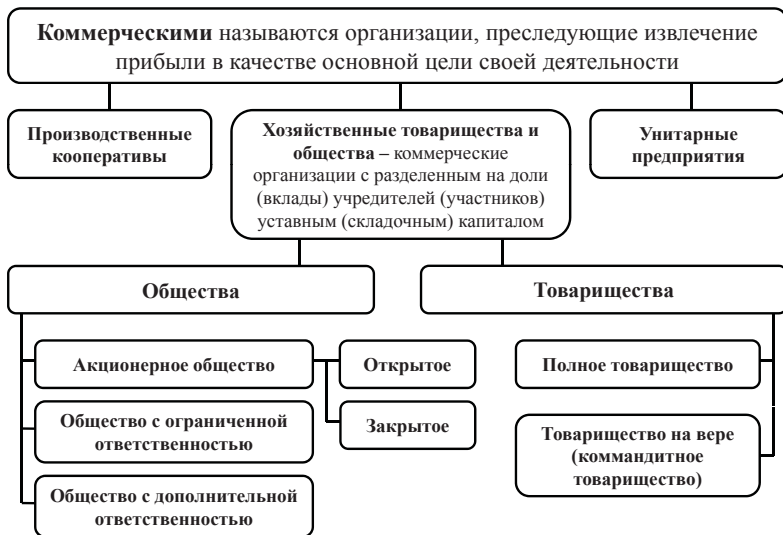 Коммерческими называются организации, преследующие извлечение
прибыли в качестве основной цели своей деятельности
Производственные
кооперативы
Хозяйственные товарищества и
общества – коммерческие
организации с разделенным на доли
(вклады) учредителей (участников)
уставным (складочным) капиталом
Унитарные
предприятия
Общества
Товарищества
Акционерное общество
Открытое
Полное товарищество
Общество с ограниченной
ответственностью
Закрытое
Товарищество на вере
(коммандитное
товарищество)
Общество с дополнительной
ответственностью